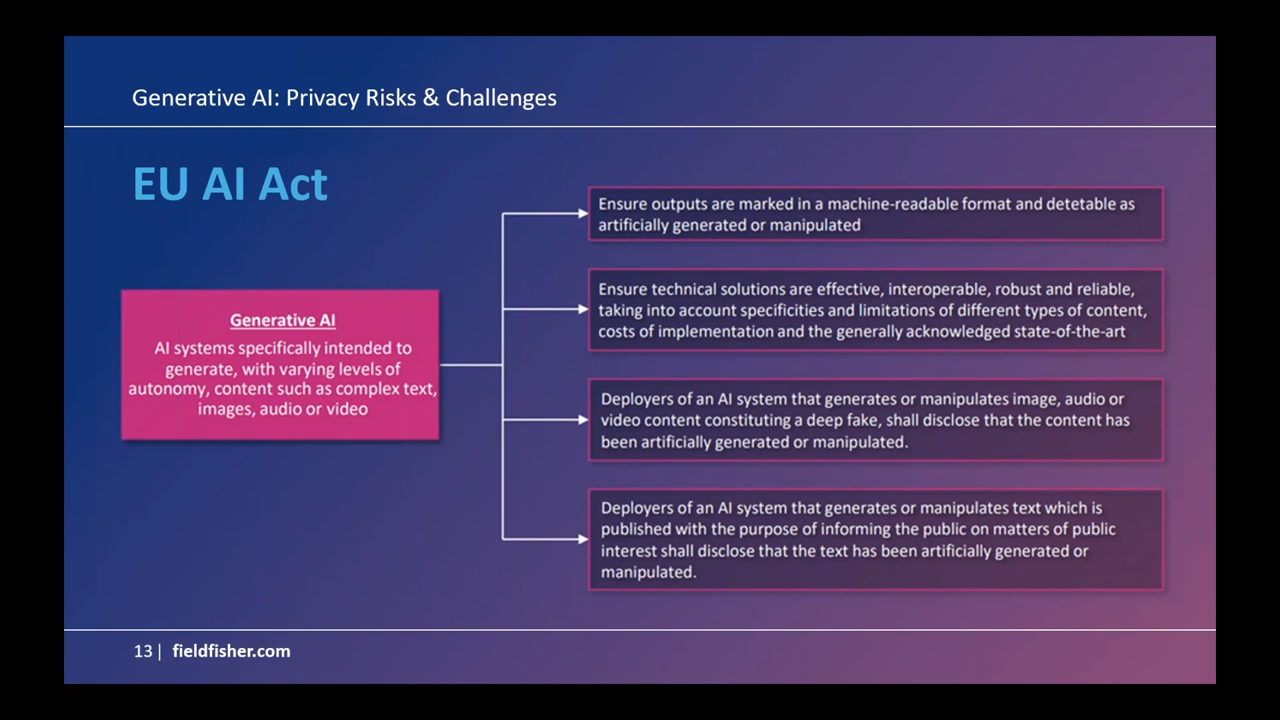 Generative AI: Privacy Risks & Challenges
EU AI Act
Generative AI
AI systems specifically intended to
generate, with varying levels of
autonomy, content such as complex text,
images, audio or video
Ensure outputs are marked in a machine-readable format and detetable as
artificially generated or manipulated
Ensure technical solutions are effective, interoperable, robust and reliable,
taking into account specificities and limitations of different types of content,
costs of implementation and the generally acknowledged state-of-the-art
Deployers of an AI system that generates or manipulates image, audio or
video content constituting a deep fake, shall disclose that the content has
been artificially generated or manipulated.
Deployers of an AI system that generates or manipulates text which is
published with the purpose of informing the public on matters of public
interest shall disclose that the text has been artificially generated or
manipulated.
13 | fieldfisher.com